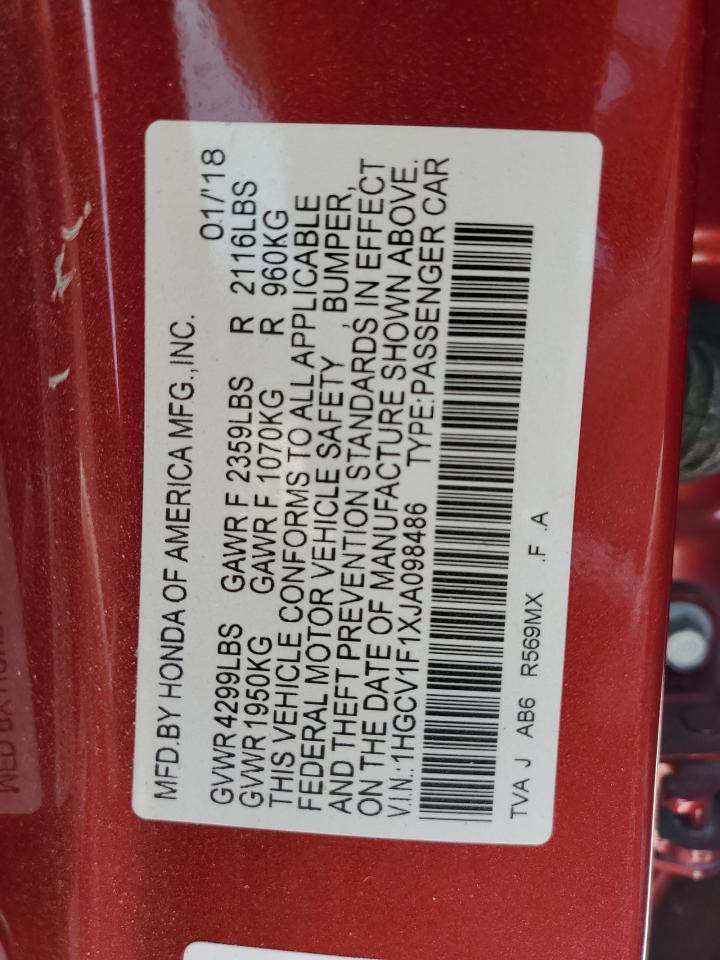 MFD.BY HONDA OF AMERICA MFG.,INC. 01/'18
GVWR 4299LBS GAWR F 2359LBS R 2116LBS
GVWR 1950KG GAWR F 1070KG R 960KG
THIS VEHICLE CONFORMS TO ALL APPLICABLE
FEDERAL MOTOR VEHICLE SAFETY, BUMPER,
AND THEFT PREVENTION STANDARDS IN EFFECT
ON THE DATE OF MANUFACTURE SHOWN ABOVE.
V.I.N.:1HGCV1F1XJA098486 TYPE:PASSENGER CAR
TVA J AB6 R569MX .F .A